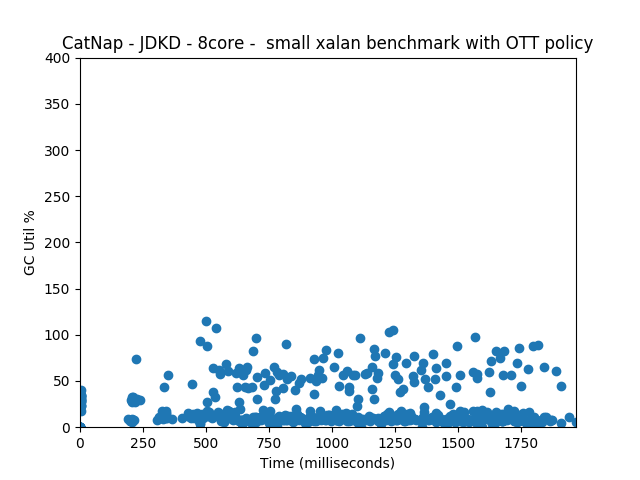 CatNap - JDKD - 8core -  small xalan benchmark with OTT policy
400
350
300
250
200
150
100
50
0
GC Util %
0 250 500 750 1000 1250 1500 1750
Time (milliseconds)